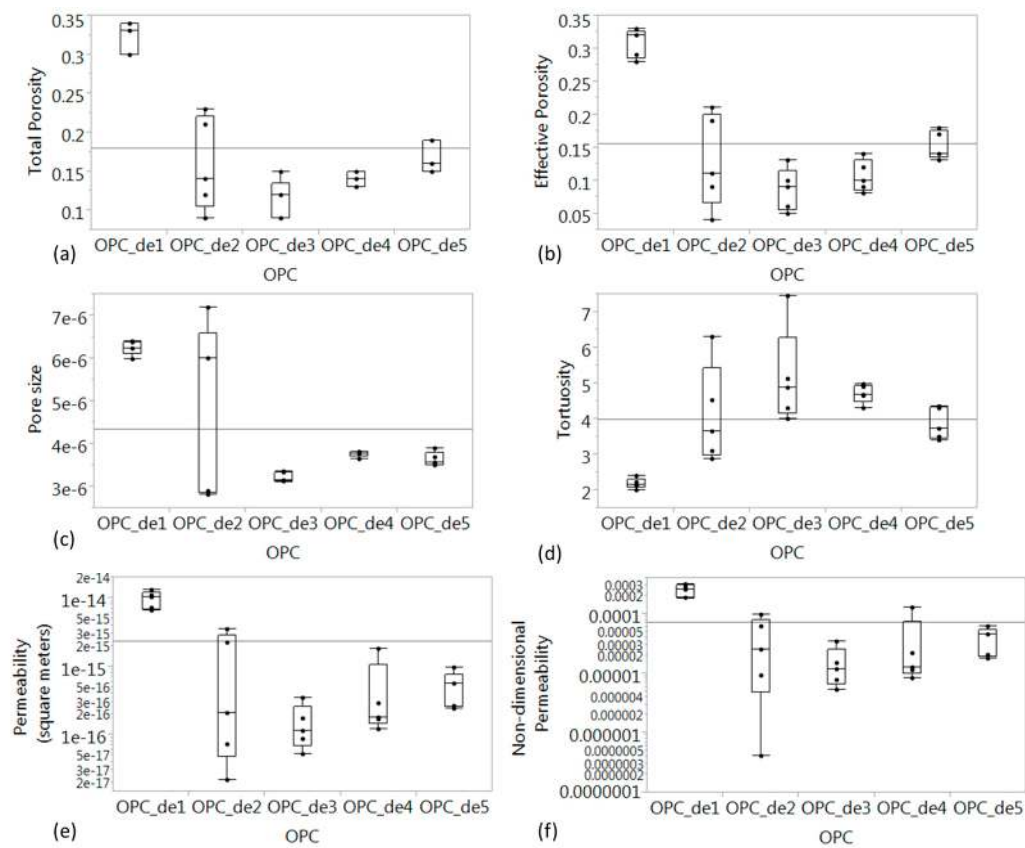 0.35
0.3
0.25
0.2
0.15
0.1
Total Porosity
OPC_de1 OPC_de2 OPC_de3 OPC_de4 OPC_de5
(a)
OPC
0.35
0.3
0.25
0.2
0.15
0.1
0.05
Effective Porosity
OPC_de1 OPC_de2 OPC_de3 OPC_de4 OPC_de5
(b)
OPC
7e-6
6e-6
5e-6
4e-6
3e-6
Pore size
OPC_de1 OPC_de2 OPC_de3 OPC_de4 OPC_de5
(c)
OPC
7
6
5
4
3
2
Tortuosity
OPC_de1 OPC_de2 OPC_de3 OPC_de4 OPC_de5
(d)
OPC
2e-14
1e-14
5e-15
3e-15
2e-15
1e-15
5e-16
3e-16
2e-16
1e-16
5e-17
3e-17
2e-17
Permeability
(square meters)
OPC_de1 OPC_de2 OPC_de3 OPC_de4 OPC_de5
(e)
OPC
0.0003
0.0002
0.0001
0.00005
0.00002
0.00001
0.000005
0.000002
0.000001
0.0000005
0.0000003
0.0000002
0.0000001
Non-dimensional
Permeability
OPC_de1 OPC_de2 OPC_de3 OPC_de4 OPC_de5
(f)
OPC